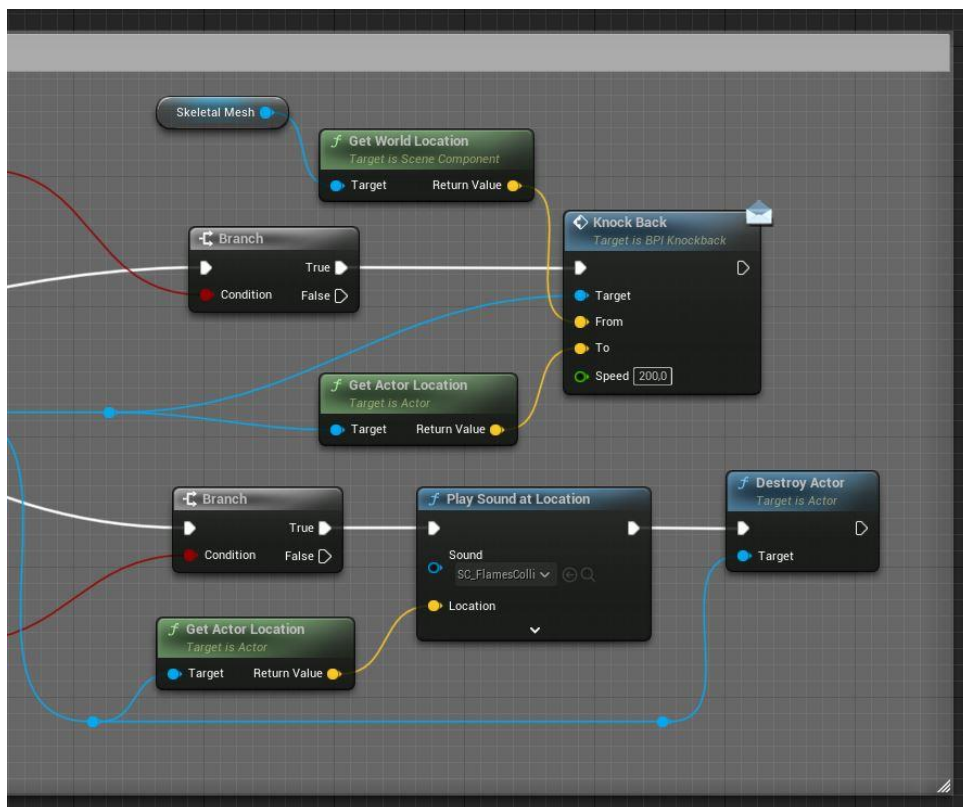 Skeletal Mesh
Get World Location
Target is Scene Component
Target Return Value
Knock Back
Target is BPI Knockback
Target
From
To
Speed 200,0
Branch
True
Condition False
Get Actor Location
Target is Actor
Target Return Value
Branch
True
Condition False
Play Sound at Location
Sound
SC_FlamesColli
Location
Destroy Actor
Target is Actor
Target
Get Actor Location
Target is Actor
Target Return Value